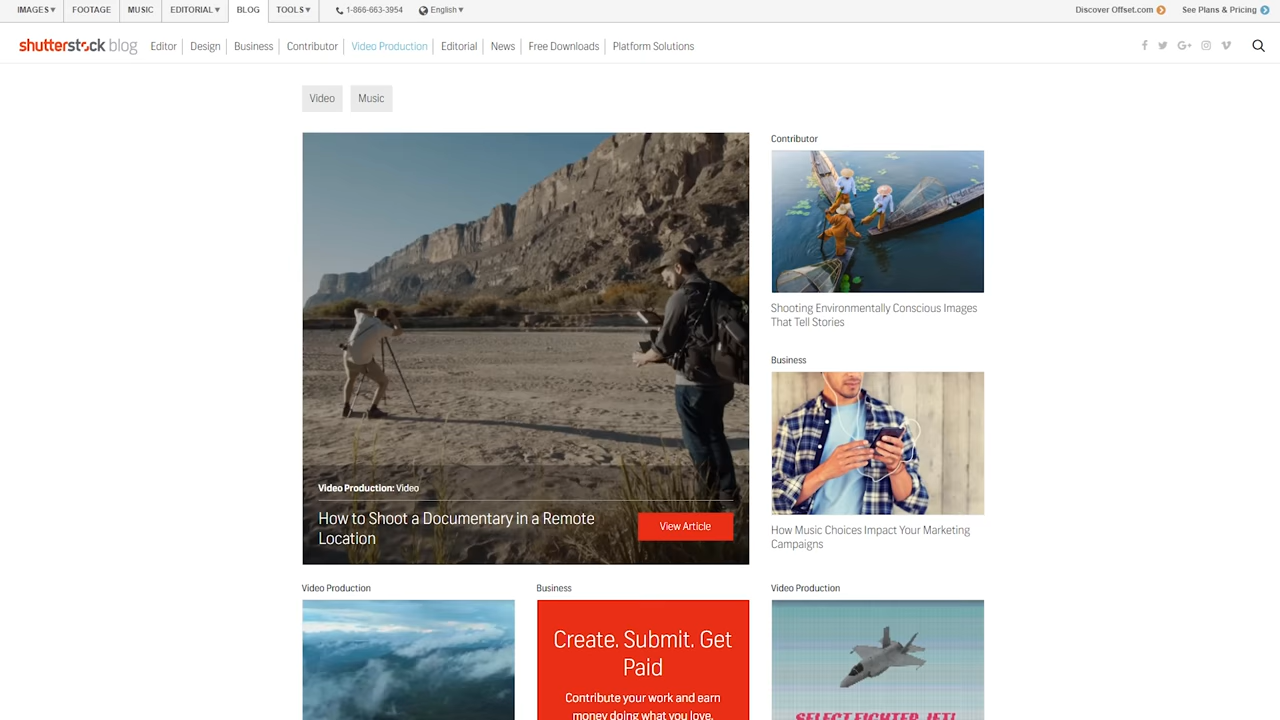 IMAGES FOOTAGE MUSIC EDITORIAL BLOG TOOLS 1-866-663-3954 English Discover Offset.com See Plans & Pricing
shutterstock blog Editor Design Business Contributor Video Production Editorial News Free Downloads Platform Solutions
Video Music
Contributor
Shooting Environmentally Conscious Images
That Tell Stories
Business
How Music Choices Impact Your Marketing
Campaigns
Video Production: Video
How to Shoot a Documentary in a Remote
Location
View Article
Video Production
Business
Create. Submit. Get
Paid
Contribute your work and earn
money doing what you love.
Video Production
SELECT FIGHTER JET!